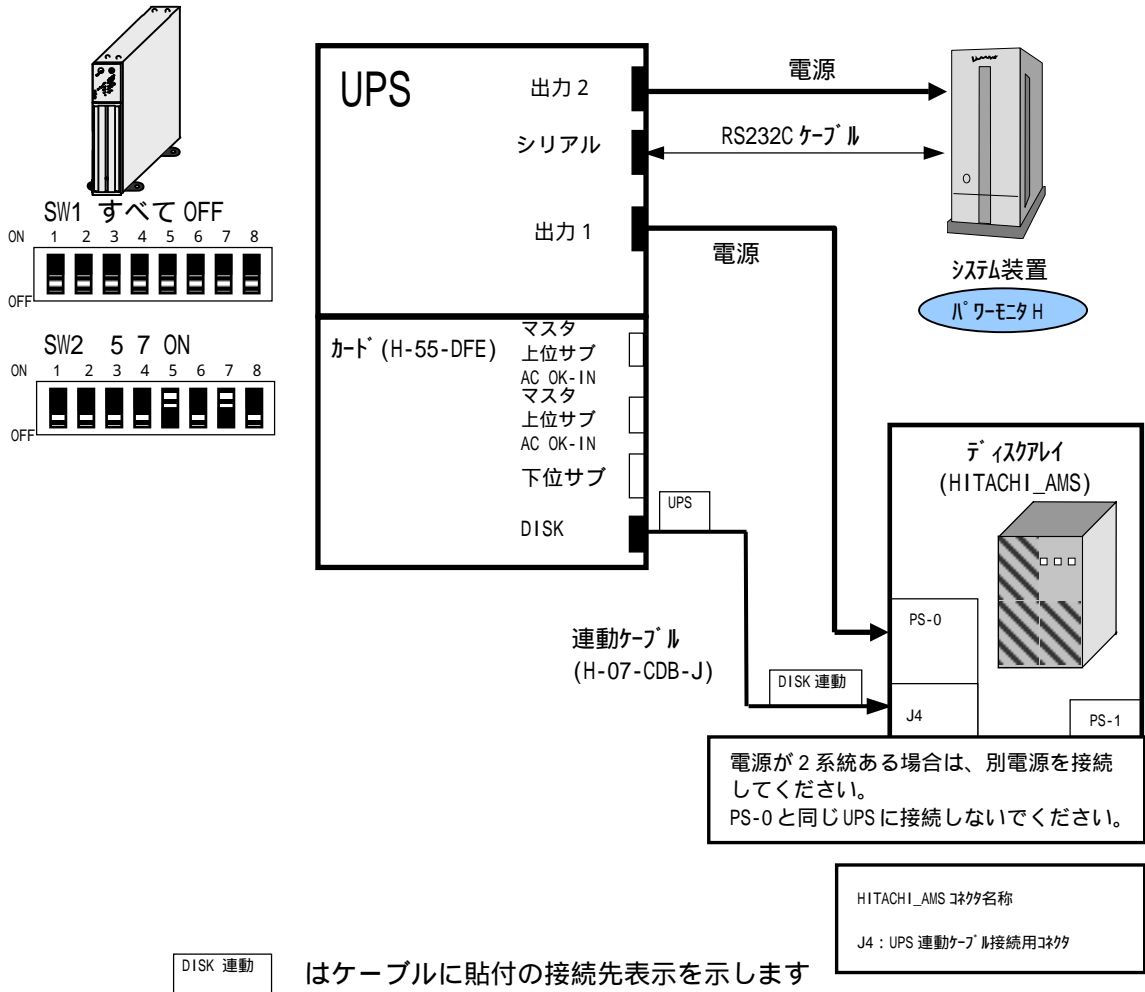 UPS
出力 2
シリアル
出力 1
電源
RS232C ｹｰﾌﾞﾙ
電源
ｼｽﾃﾑ装置
ﾊﾟﾜｰﾓﾆﾀ H
SW1 すべて OFF
ON 1 2 3 4 5 6 7 8
OFF
SW2 5 7 ON
ON 1 2 3 4 5 6 7 8
OFF
ｶｰﾄﾞ(H-55-DFE)
マスタ
上位サブ
AC OK-IN
マスタ
上位サブ
AC OK-IN
下位サブ
DISK
UPS
連動ｹｰﾌﾞﾙ
(H-07-CDB-J)
DISK 連動
ﾃﾞｨｽｸｱﾚｲ
(HITACHI_AMS)
PS-0
J4
PS-1
電源が 2 系統ある場合は、別電源を接続
してください。
PS-0 と同じ UPS に接続しないでください。
HITACHI_AMS ｺﾈｸﾀ名称
J4：UPS 連動ｹｰﾌﾞﾙ接続用ｺﾈｸﾀ
DISK 連動 はケーブルに貼付の接続先表示を示します